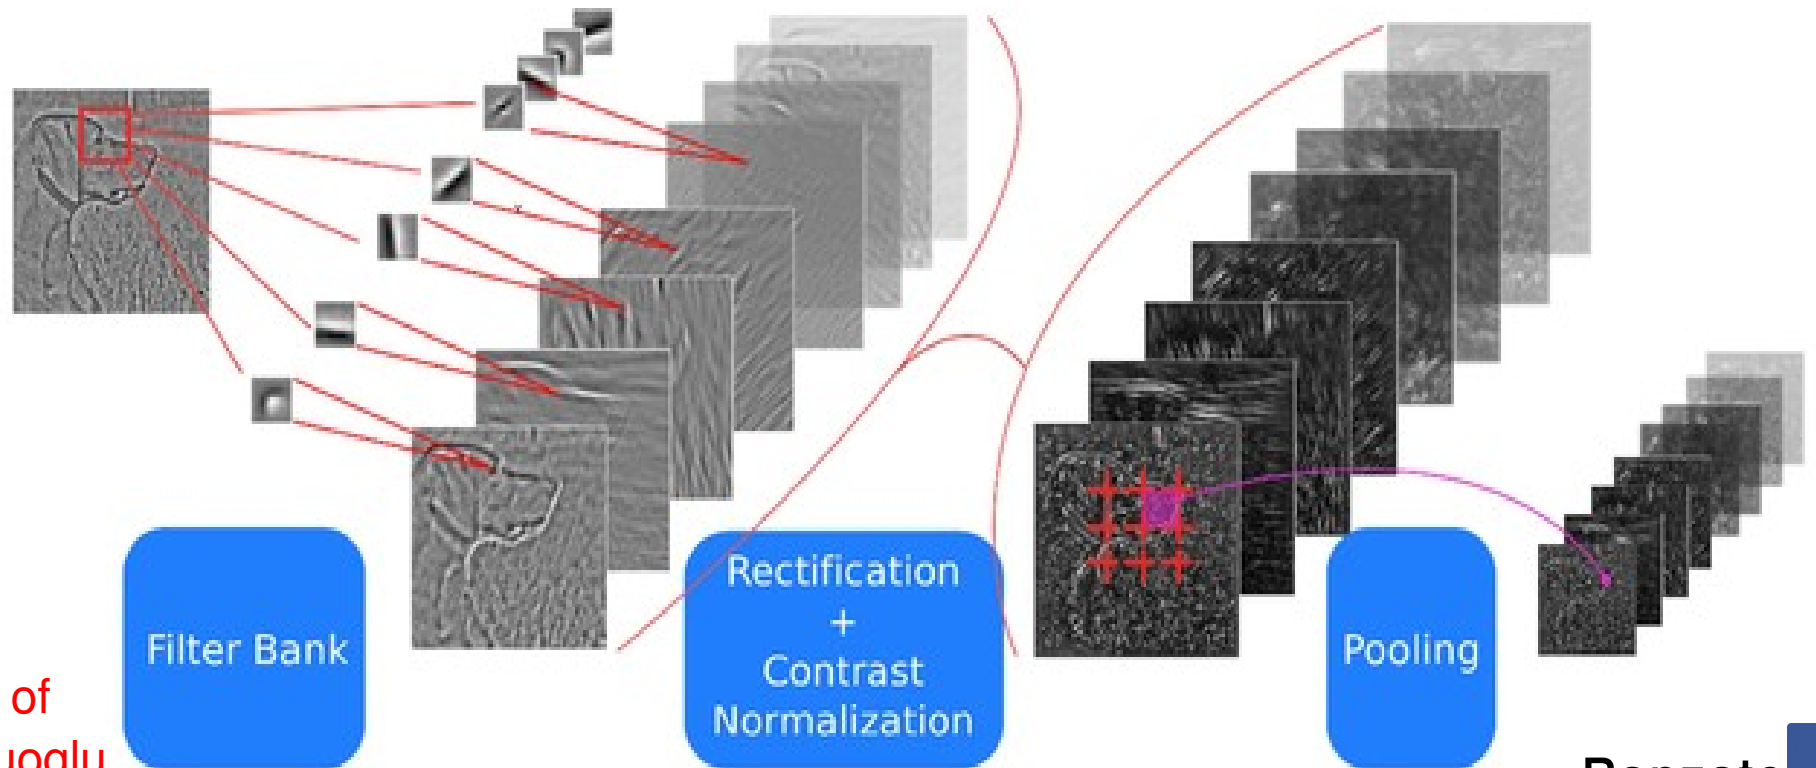 Filter Bank
Rectification
+
Contrast
Normalization
Pooling
of